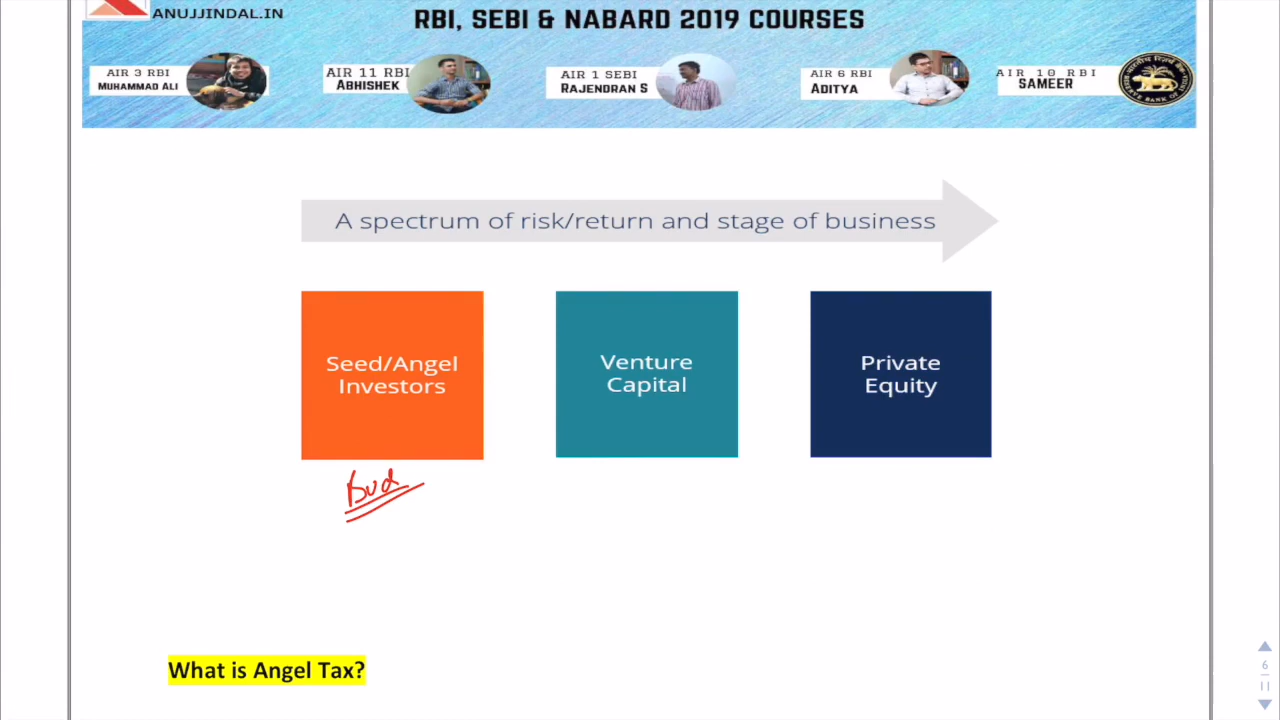 ANUJJINDAL.IN
RBI, SEBI & NABARD 2019 COURSES
AIR 3 RBI
MUHAMMAD ALI
AIR 11 RBI
ABHISHEK
AIR 1 SEBI
RAJENDRAN S
AIR 6 RBI
ADITYA
AIR 10 RBI
SAMEER
A spectrum of risk/return and stage of business
Seed/Angel
Investors
Venture
Capital
Private
Equity
Bud
What is Angel Tax?
6
11